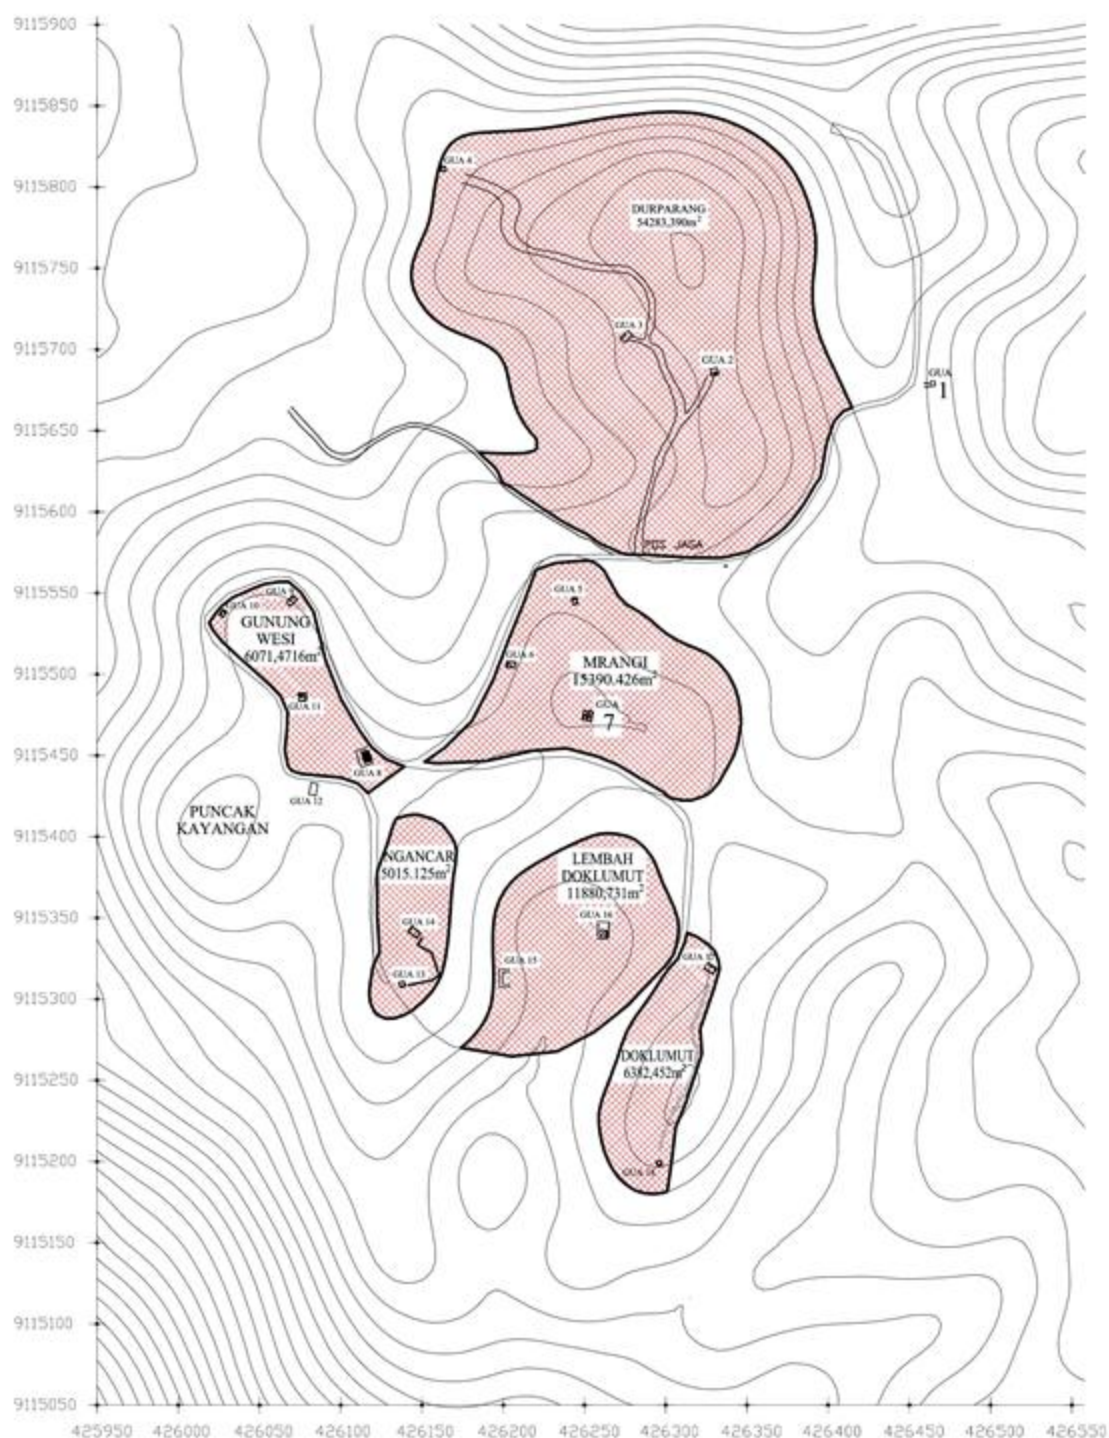 9115900
9115850
GUA 4
9115800
DURPARANG
54283,390m²
9115750
GUA 3
9115700
GUA 2
GUA
1
9115650
9115600
POS JAGA
9115550
GUA 5
GUA 9
GUA 10
GUNUNG
WESI
6071,4716m²
GUA 6
MRANGI
15390.426m²
9115500
GUA 11
GUA
7
9115450
GUA 8
GUA 12
PUNCAK
KAYANGAN
9115400
NGANCAR
5015.125m²
LEMBAH
DOKLUMUT
11880,731m²
9115350
GUA 14
GUA 16
GUA 15
GUA 13
9115300
9115250
DOKLUMUT
6382,452m²
9115200
9115150
9115100
9115050
425950 426000 426050 426100 426150 426200 426250 426300 426350 426400 426450 426500 426550